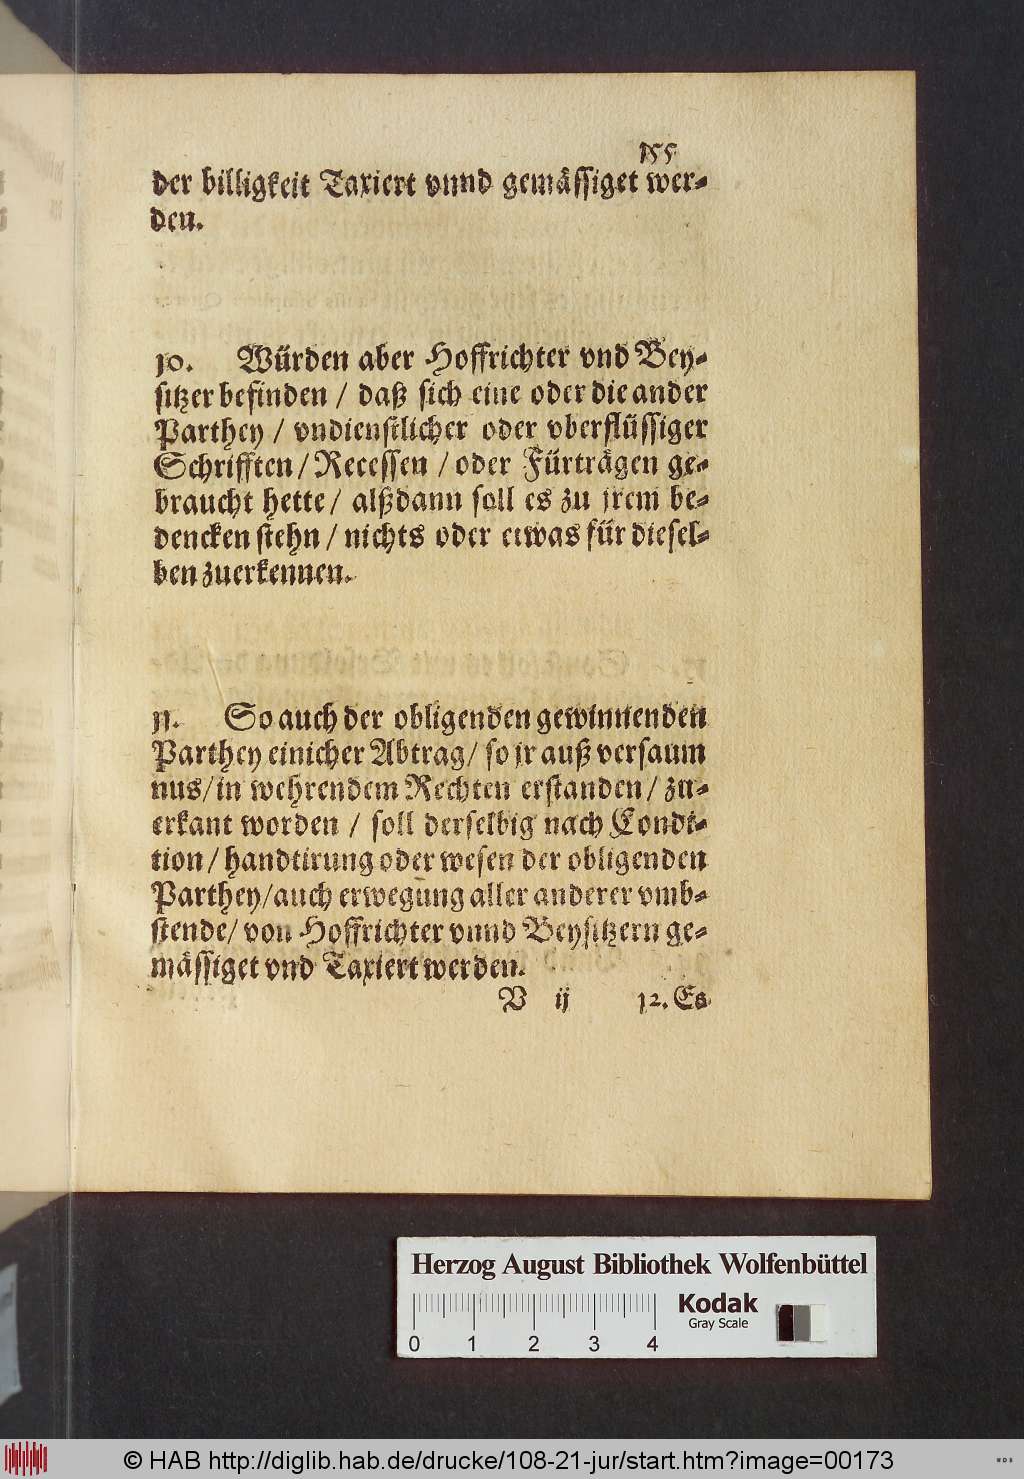 155
der billigkeit Taxiert vnnd gemässiget wer-
den.
10. Würden aber Hoffrichter vnd Bey-
sitzer befinden / daß sich eine oder die ander
Parthey / vndienstlicher oder vberflüssiger
Schrifften / Recessen / oder Fürträgen ge-
braucht hette / alßdann soll es zu jrem be-
dencken stehn / nichts oder etwas für diesel-
ben zuerkennen.
11. So auch der obligenden gewinnenden
Parthey einicher Abtrag / so jr auß versaum
nus / in wehrendem Rechten erstanden / zu-
erkant worden / soll derselbig nach Condi-
tion / handtirung oder wesen der obligenden
Parthey / auch erwegung aller anderer vmb-
stende / von Hoffrichter vnnd Beysitzern ge-
mässiget vnd Taxiert werden.
V ij 12. Es
Herzog August Bibliothek Wolfenbüttel
Kodak
Gray Scale
0 1 2 3 4
© HAB http://diglib.hab.de/drucke/108-21-jur/start.htm?image=00173